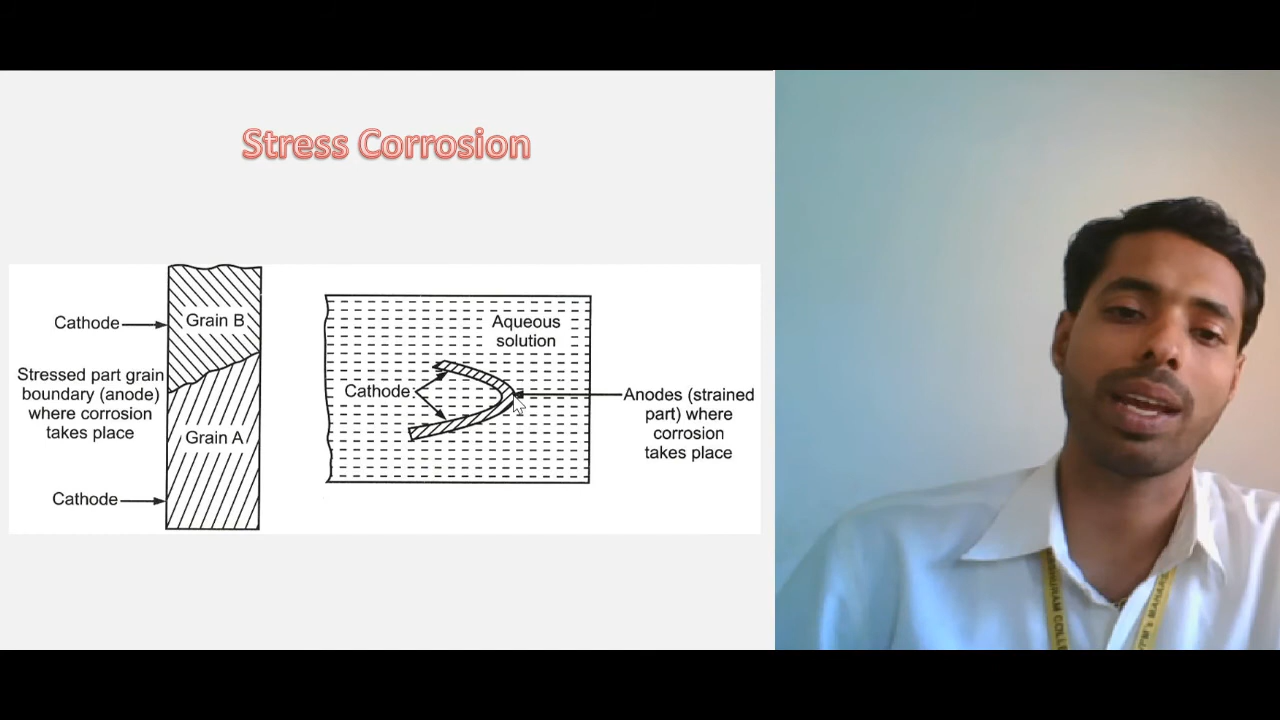 Stress Corrosion
Cathode
Grain B
Stressed part grain
boundary (anode)
where corrosion
takes place
Grain A
Cathode
Aqueous
solution
Cathode
Anodes (strained
part) where
corrosion
takes place